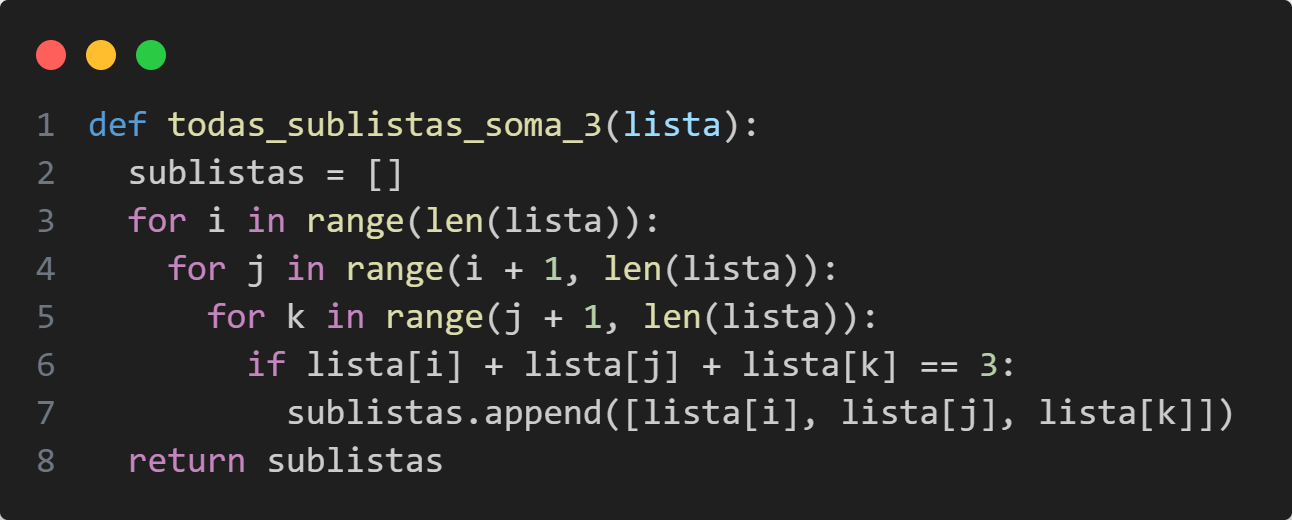 1 def todas_sublistas_soma_3(lista):
2   sublistas = []
3   for i in range(len(lista)):
4     for j in range(i + 1, len(lista)):
5       for k in range(j + 1, len(lista)):
6         if lista[i] + lista[j] + lista[k] == 3:
7           sublistas.append([lista[i], lista[j], lista[k]])
8   return sublistas